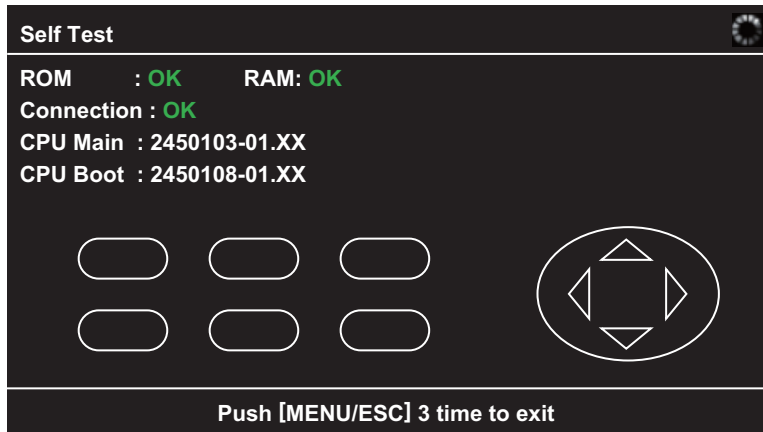 Self Test
ROM : OK RAM: OK
Connection : OK
CPU Main : 2450103-01.XX
CPU Boot : 2450108-01.XX
Push [MENU/ESC] 3 time to exit